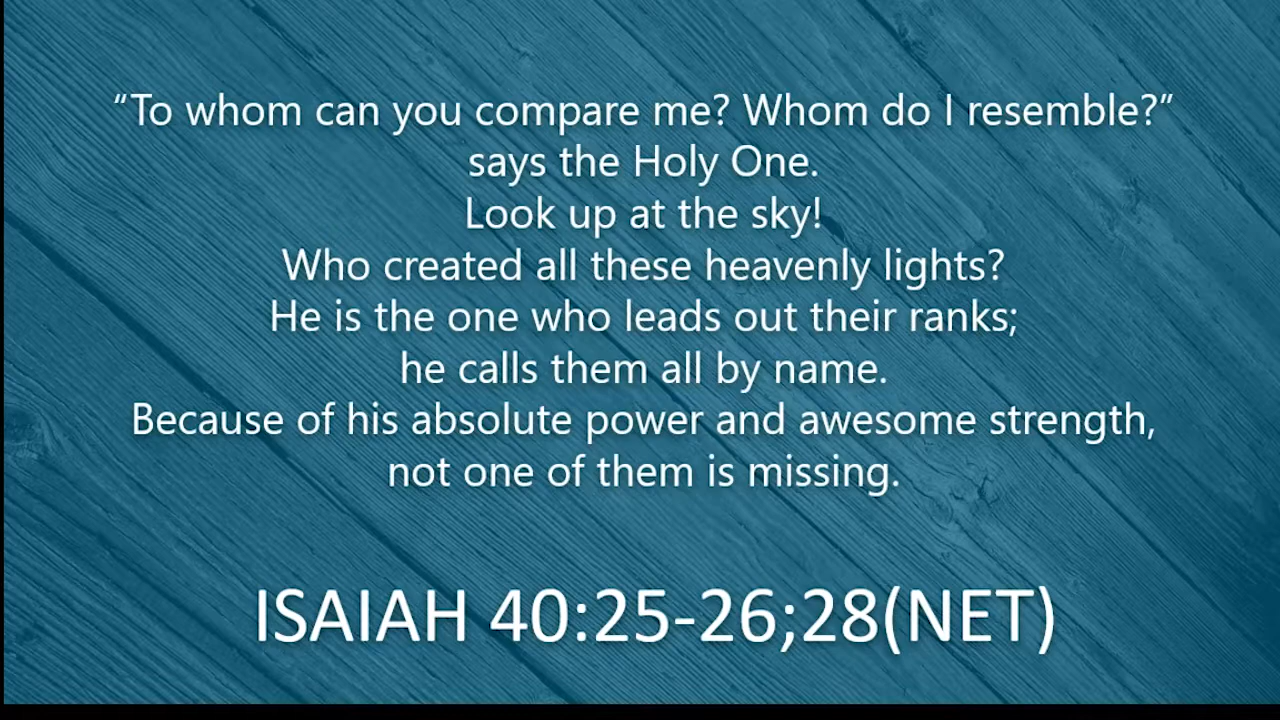 “To whom can you compare me? Whom do I resemble?”
says the Holy One.
Look up at the sky!
Who created all these heavenly lights?
He is the one who leads out their ranks;
he calls them all by name.
Because of his absolute power and awesome strength,
not one of them is missing.
ISAIAH 40:25-26;28(NET)